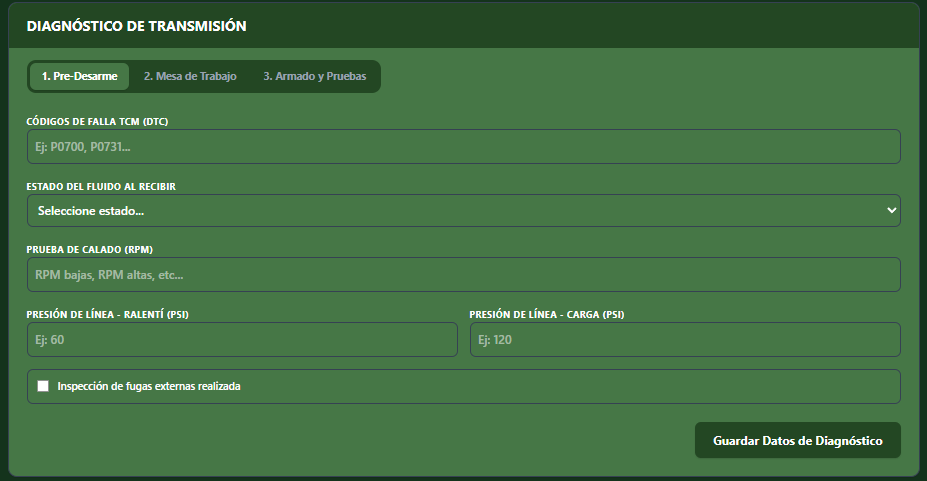 DIAGNÓSTICO DE TRANSMISIÓN
1. Pre-Desarme 2. Mesa de Trabajo 3. Armado y Pruebas
CÓDIGOS DE FALLA TCM (DTC)
Ej: P0700, P0731...
ESTADO DEL FLUIDO AL RECIBIR
Seleccione estado...
PRUEBA DE CALADO (RPM)
RPM bajas, RPM altas, etc...
PRESIÓN DE LÍNEA - RALENTÍ (PSI) PRESIÓN DE LÍNEA - CARGA (PSI)
Ej: 60 Ej: 120
Inspección de fugas externas realizada
Guardar Datos de Diagnóstico